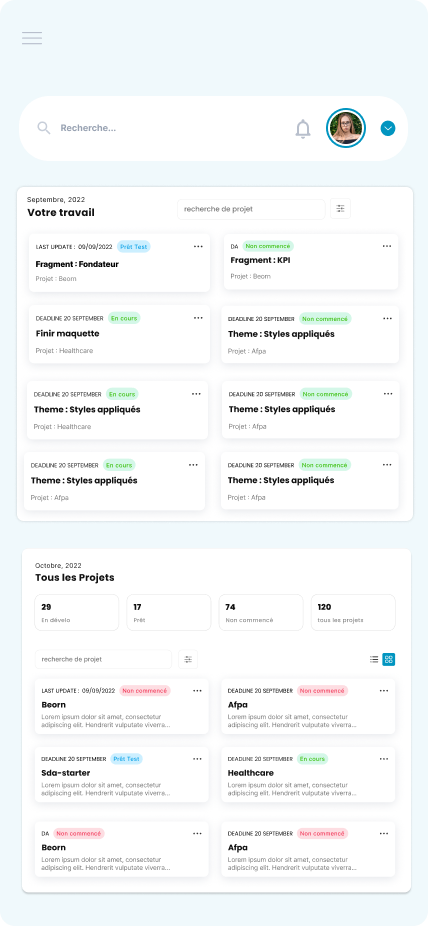 Recherche...
Septembre, 2022
Votre travail
recherche de projet
LAST UPDATE : 09/09/2022 Prêt Test
Fragment : Fondateur
Projet : Beorn
DA Non commencé
Fragment : KPI
Projet : Beorn
DEADLINE 20 SEPTEMBER En cours
Finir maquette
Projet : Healthcare
DEADLINE 20 SEPTEMBER Non commencé
Theme : Styles appliqués
Projet : Afpa
DEADLINE 20 SEPTEMBER En cours
Theme : Styles appliqués
Projet : Healthcare
DEADLINE 20 SEPTEMBER Non commencé
Theme : Styles appliqués
Projet : Afpa
DEADLINE 20 SEPTEMBER En cours
Theme : Styles appliqués
Projet : Afpa
DEADLINE 20 SEPTEMBER Non commencé
Theme : Styles appliqués
Projet : Afpa
Octobre, 2022
Tous les Projets
29
En dévelo
17
Prêt
74
Non commencé
120
tous les projets
recherche de projet
LAST UPDATE : 09/09/2022 Non commencé
Beorn
Lorem ipsum dolor sit amet, consectetur
adipiscing elit. Hendrerit vulputate viverra...
DEADLINE 20 SEPTEMBER Non commencé
Afpa
Lorem ipsum dolor sit amet, consectetur
adipiscing elit. Hendrerit vulputate viverra...
DEADLINE 20 SEPTEMBER Prêt Test
Sda-starter
Lorem ipsum dolor sit amet, consectetur
adipiscing elit. Hendrerit vulputate viverra...
DEADLINE 20 SEPTEMBER En cours
Healthcare
Lorem ipsum dolor sit amet, consectetur
adipiscing elit. Hendrerit vulputate viverra...
DA Non commencé
Beorn
Lorem ipsum dolor sit amet, consectetur
adipiscing elit. Hendrerit vulputate viverra...
DEADLINE 20 SEPTEMBER Non commencé
Afpa
Lorem ipsum dolor sit amet, consectetur
adipiscing elit. Hendrerit vulputate viverra...